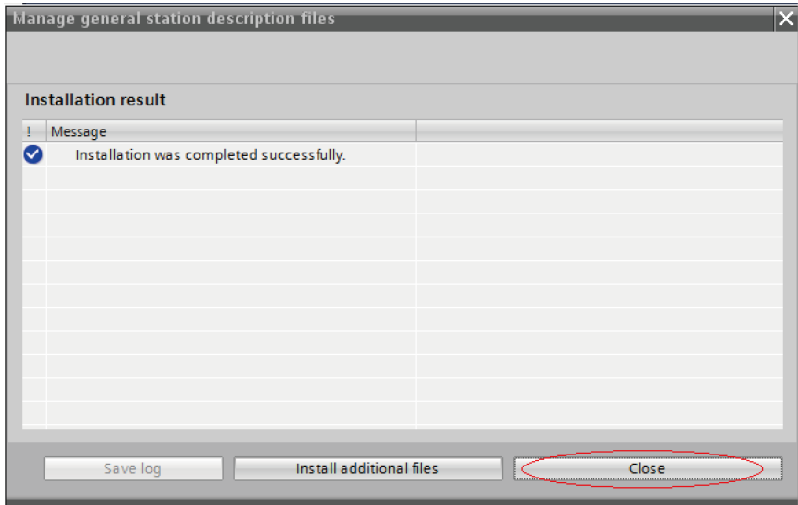 Manage general station description files
Installation result
! Message
Installation was completed successfully.
Save log Install additional files Close